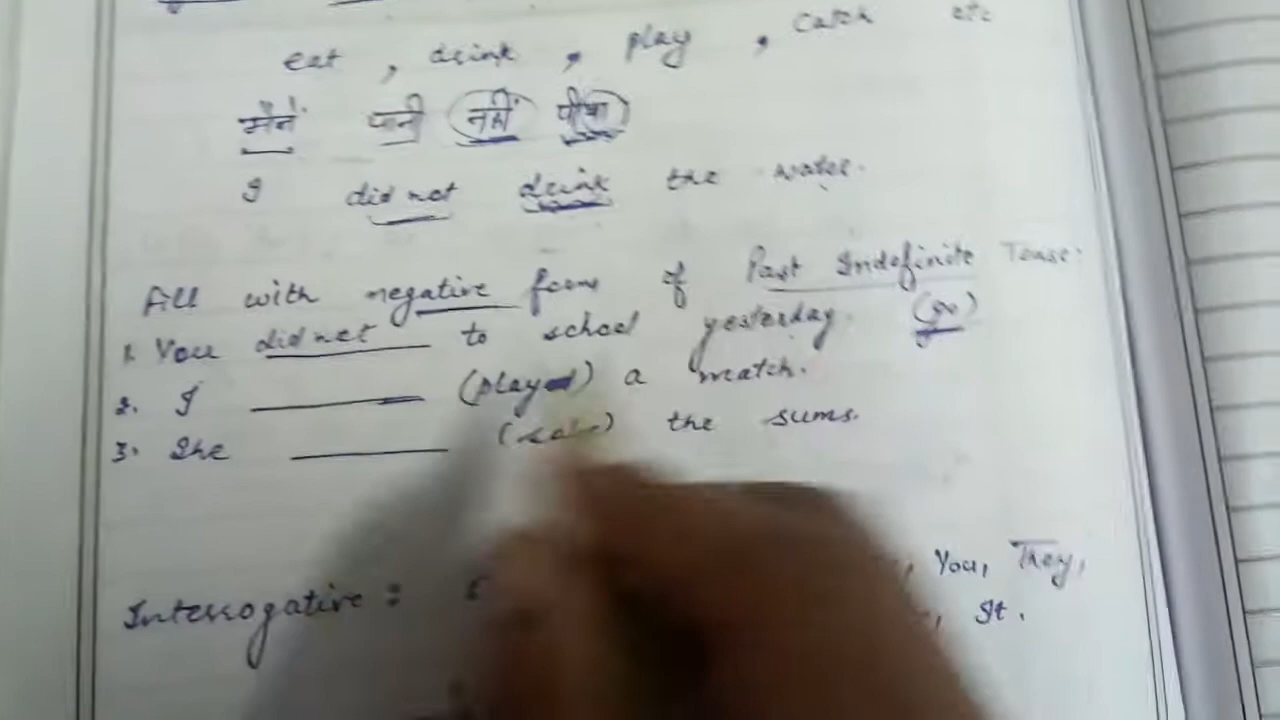 eat , drink , play , catch etc
मैंने पानी नहीं पीया
I did not drink the water.
Fill with negative form of Past Indefinite Tense.
1. You did not to school yesterday. (go)
2. I (play) a match.
3. She the sums.
Interrogative : You, They,
, It.